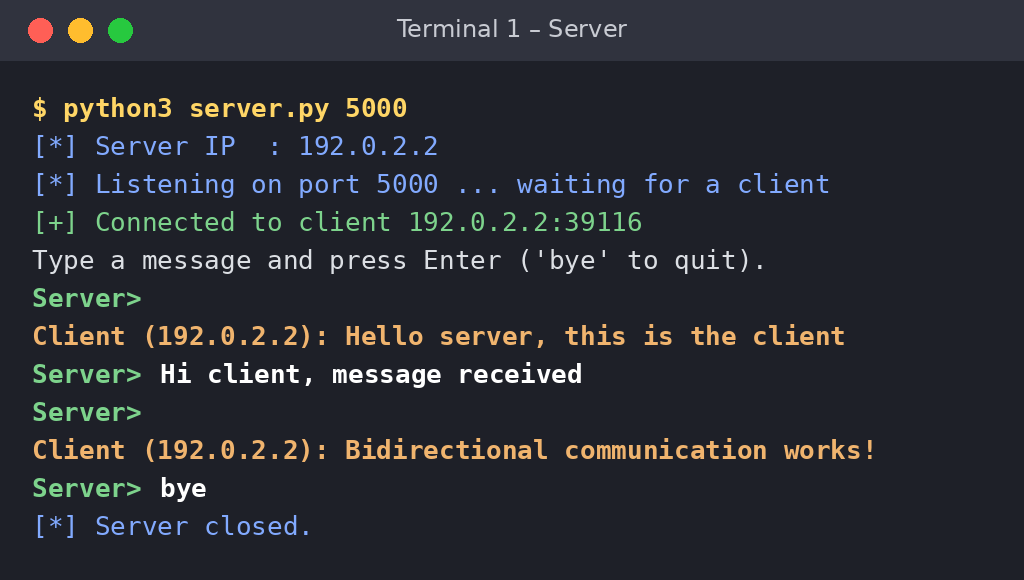 Terminal 1 – Server
$ python3 server.py 5000
[*] Server IP  : 192.0.2.2
[*] Listening on port 5000 ... waiting for a client
[+] Connected to client 192.0.2.2:39116
Type a message and press Enter ('bye' to quit).
Server>
Client (192.0.2.2): Hello server, this is the client
Server> Hi client, message received
Server>
Client (192.0.2.2): Bidirectional communication works!
Server> bye
[*] Server closed.